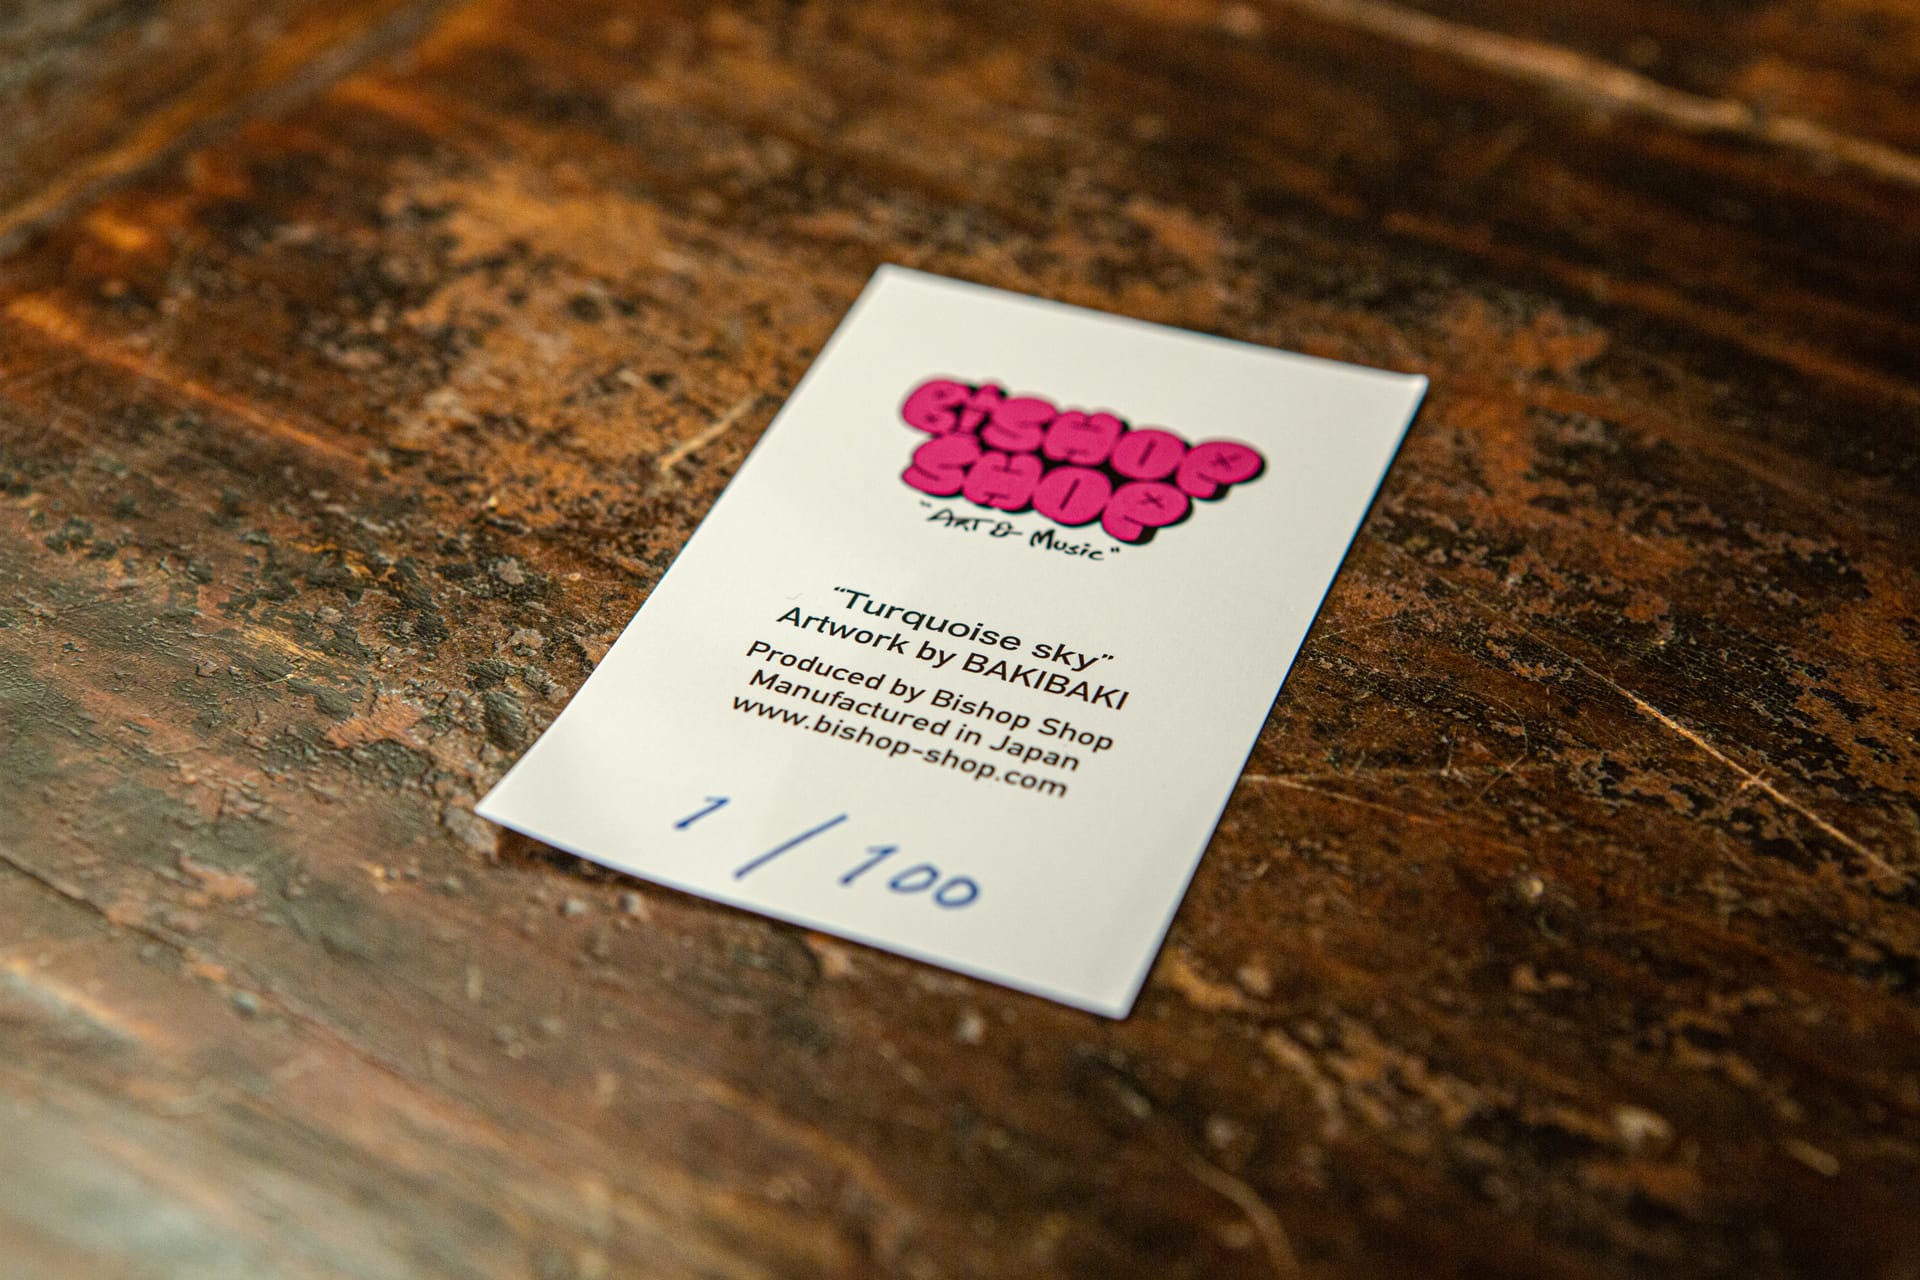 BISHOP
SHOP
"ART & Music"
“Turquoise sky”
Artwork by BAKIBAKI
Produced by Bishop Shop
Manufactured in Japan
www.bishop-shop.com
1 / 100